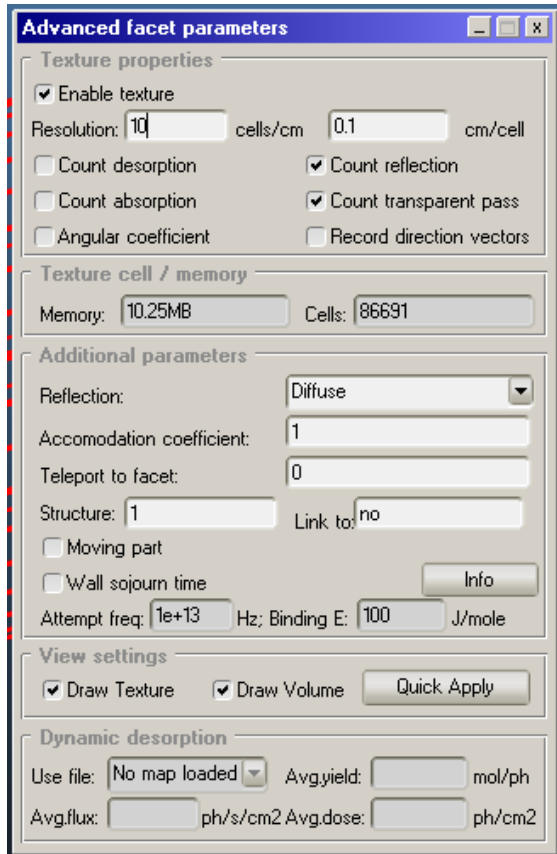 Advanced facet parameters
Texture properties
Enable texture
Resolution: 10 cells/cm 0.1 cm/cell
Count desorption Count reflection
Count absorption Count transparent pass
Angular coefficient Record direction vectors
Texture cell / memory
Memory: 10.25MB Cells: 86691
Additional parameters
Reflection: Diffuse
Accomodation coefficient: 1
Teleport to facet: 0
Structure: 1 Link to: no
Moving part
Wall sojourn time Info
Attempt freq: 1e+13 Hz; Binding E: 100 J/mole
View settings
Draw Texture Draw Volume Quick Apply
Dynamic desorption
Use file: No map loaded Avg.yield: mol/ph
Avg.flux: ph/s/cm2 Avg.dose: ph/cm2